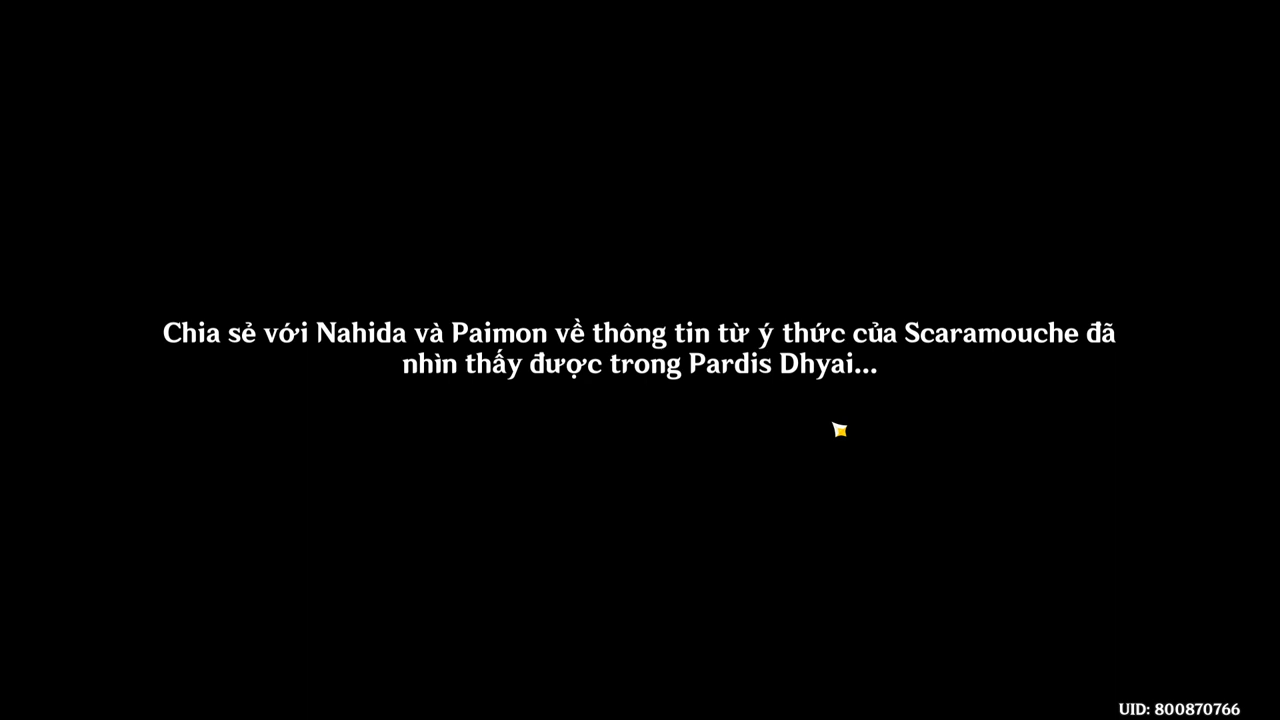 Chia sẻ với Nahida và Paimon về thông tin từ ý thức của Scaramouche đã
nhìn thấy được trong Pardis Dhyai...
UID: 800870766